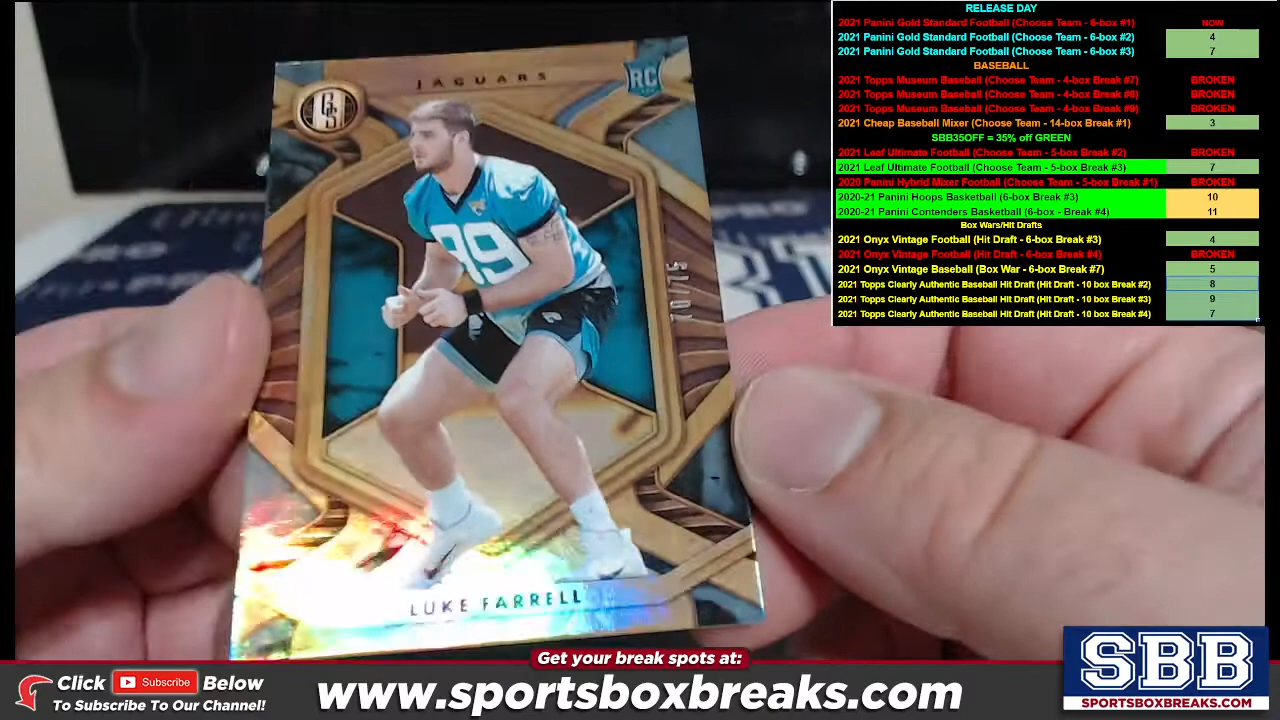 JAGUARS
RC
GS
89
10/75
LUKE FARRELL
RELEASE DAY
2021 Panini Gold Standard Football (Choose Team - 6-box #1) NOW
2021 Panini Gold Standard Football (Choose Team - 6-box #2) 4
2021 Panini Gold Standard Football (Choose Team - 6-box #3) 7
BASEBALL
2021 Topps Museum Baseball (Choose Team - 4-box Break #7) BROKEN
2021 Topps Museum Baseball (Choose Team - 4-box Break #8) BROKEN
2021 Topps Museum Baseball (Choose Team - 4-box Break #9) BROKEN
2021 Cheap Baseball Mixer (Choose Team - 14-box Break #1) 3
SBB35OFF = 35% off GREEN
2021 Leaf Ultimate Football (Choose Team - 5-box Break #2) BROKEN
2021 Leaf Ultimate Football (Choose Team - 5-box Break #3) 7
2020 Panini Hybrid Mixer Football (Choose Team - 5-box Break #1) BROKEN
2020-21 Panini Hoops Basketball (6-box Break #3) 10
2020-21 Panini Contenders Basketball (6-box - Break #4) 11
Box Wars/Hit Drafts
2021 Onyx Vintage Football (Hit Draft - 6-box Break #3) 4
2021 Onyx Vintage Football (Hit Draft - 6-box Break #4) BROKEN
2021 Onyx Vintage Baseball (Box War - 6-box Break #7) 5
2021 Topps Clearly Authentic Baseball Hit Draft (Hit Draft - 10 box Break #2) 8
2021 Topps Clearly Authentic Baseball Hit Draft (Hit Draft - 10 box Break #3) 9
2021 Topps Clearly Authentic Baseball Hit Draft (Hit Draft - 10 box Break #4) 7
Get your break spots at:
Click Subscribe Below
To Subscribe To Our Channel!
www.sportsboxbreaks.com
SBB
SPORTSBOXBREAKS.COM